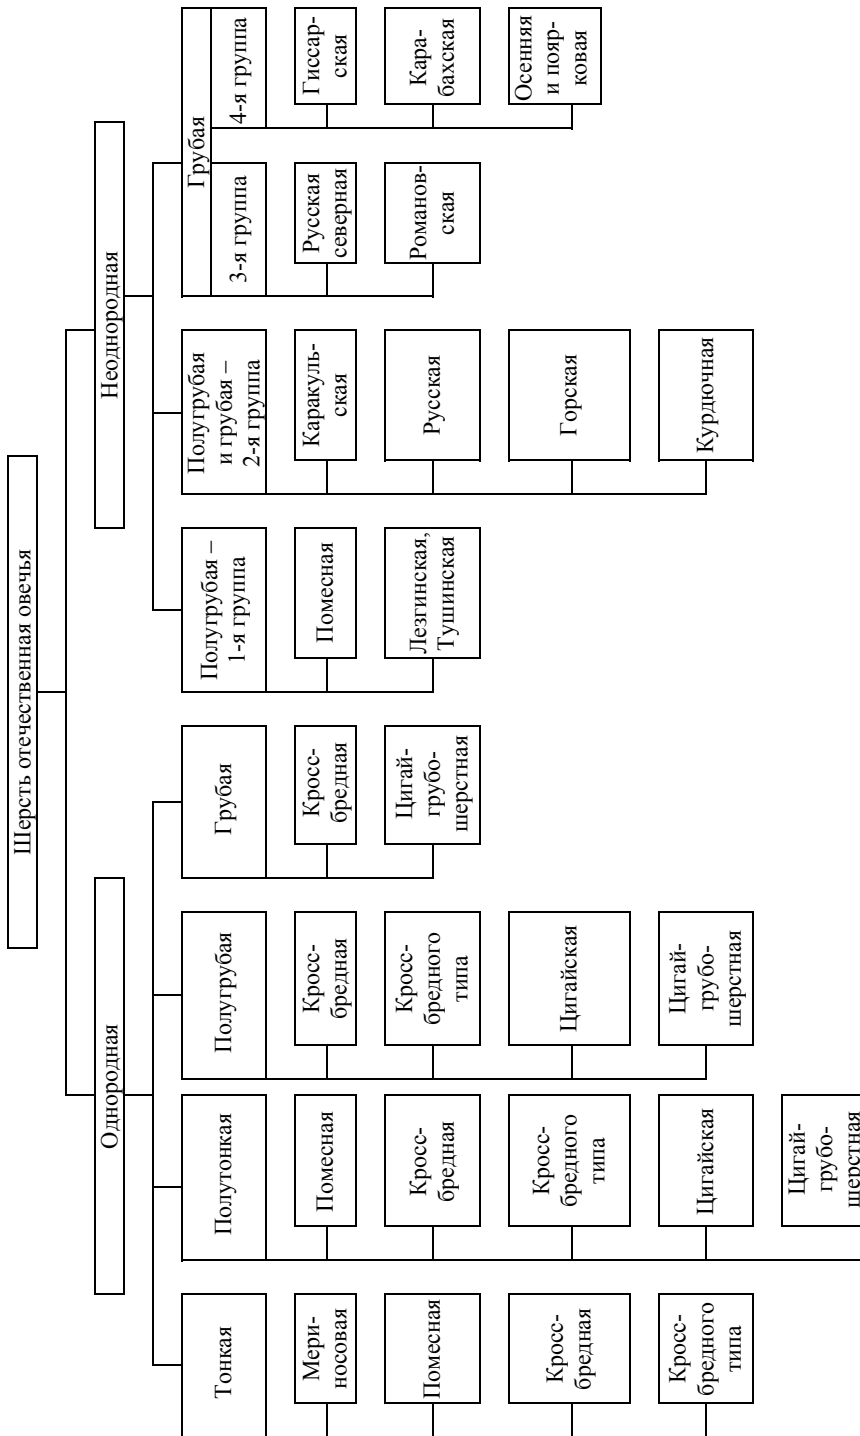 Шерсть отечественная овечья
Однородная
Неоднородная
Тонкая
Мери-
носовая
Помесная
Кросс-
бредная
Кросс-
бредного
типа
Полутонкая
Помесная
Кросс-
бредная
Кросс-
бредного
типа
Цигайская
Цигай-
грубо-
шерстная
Полугрубая
Кросс-
бредная
Кросс-
бредного
типа
Цигайская
Цигай-
грубо-
шерстная
Грубая
Кросс-
бредная
Цигай-
грубо-
шерстная
Полугрубая –
1-я группа
Помесная
Лезгинская,
Тушинская
Полугрубая
и грубая –
2-я группа
Каракуль-
ская
Русская
Горская
Курдючная
Грубая
3-я группа
Русская
северная
Романов-
ская
4-я группа
Гиссар-
ская
Кара-
бахская
Осенняя
и пояр-
ковая